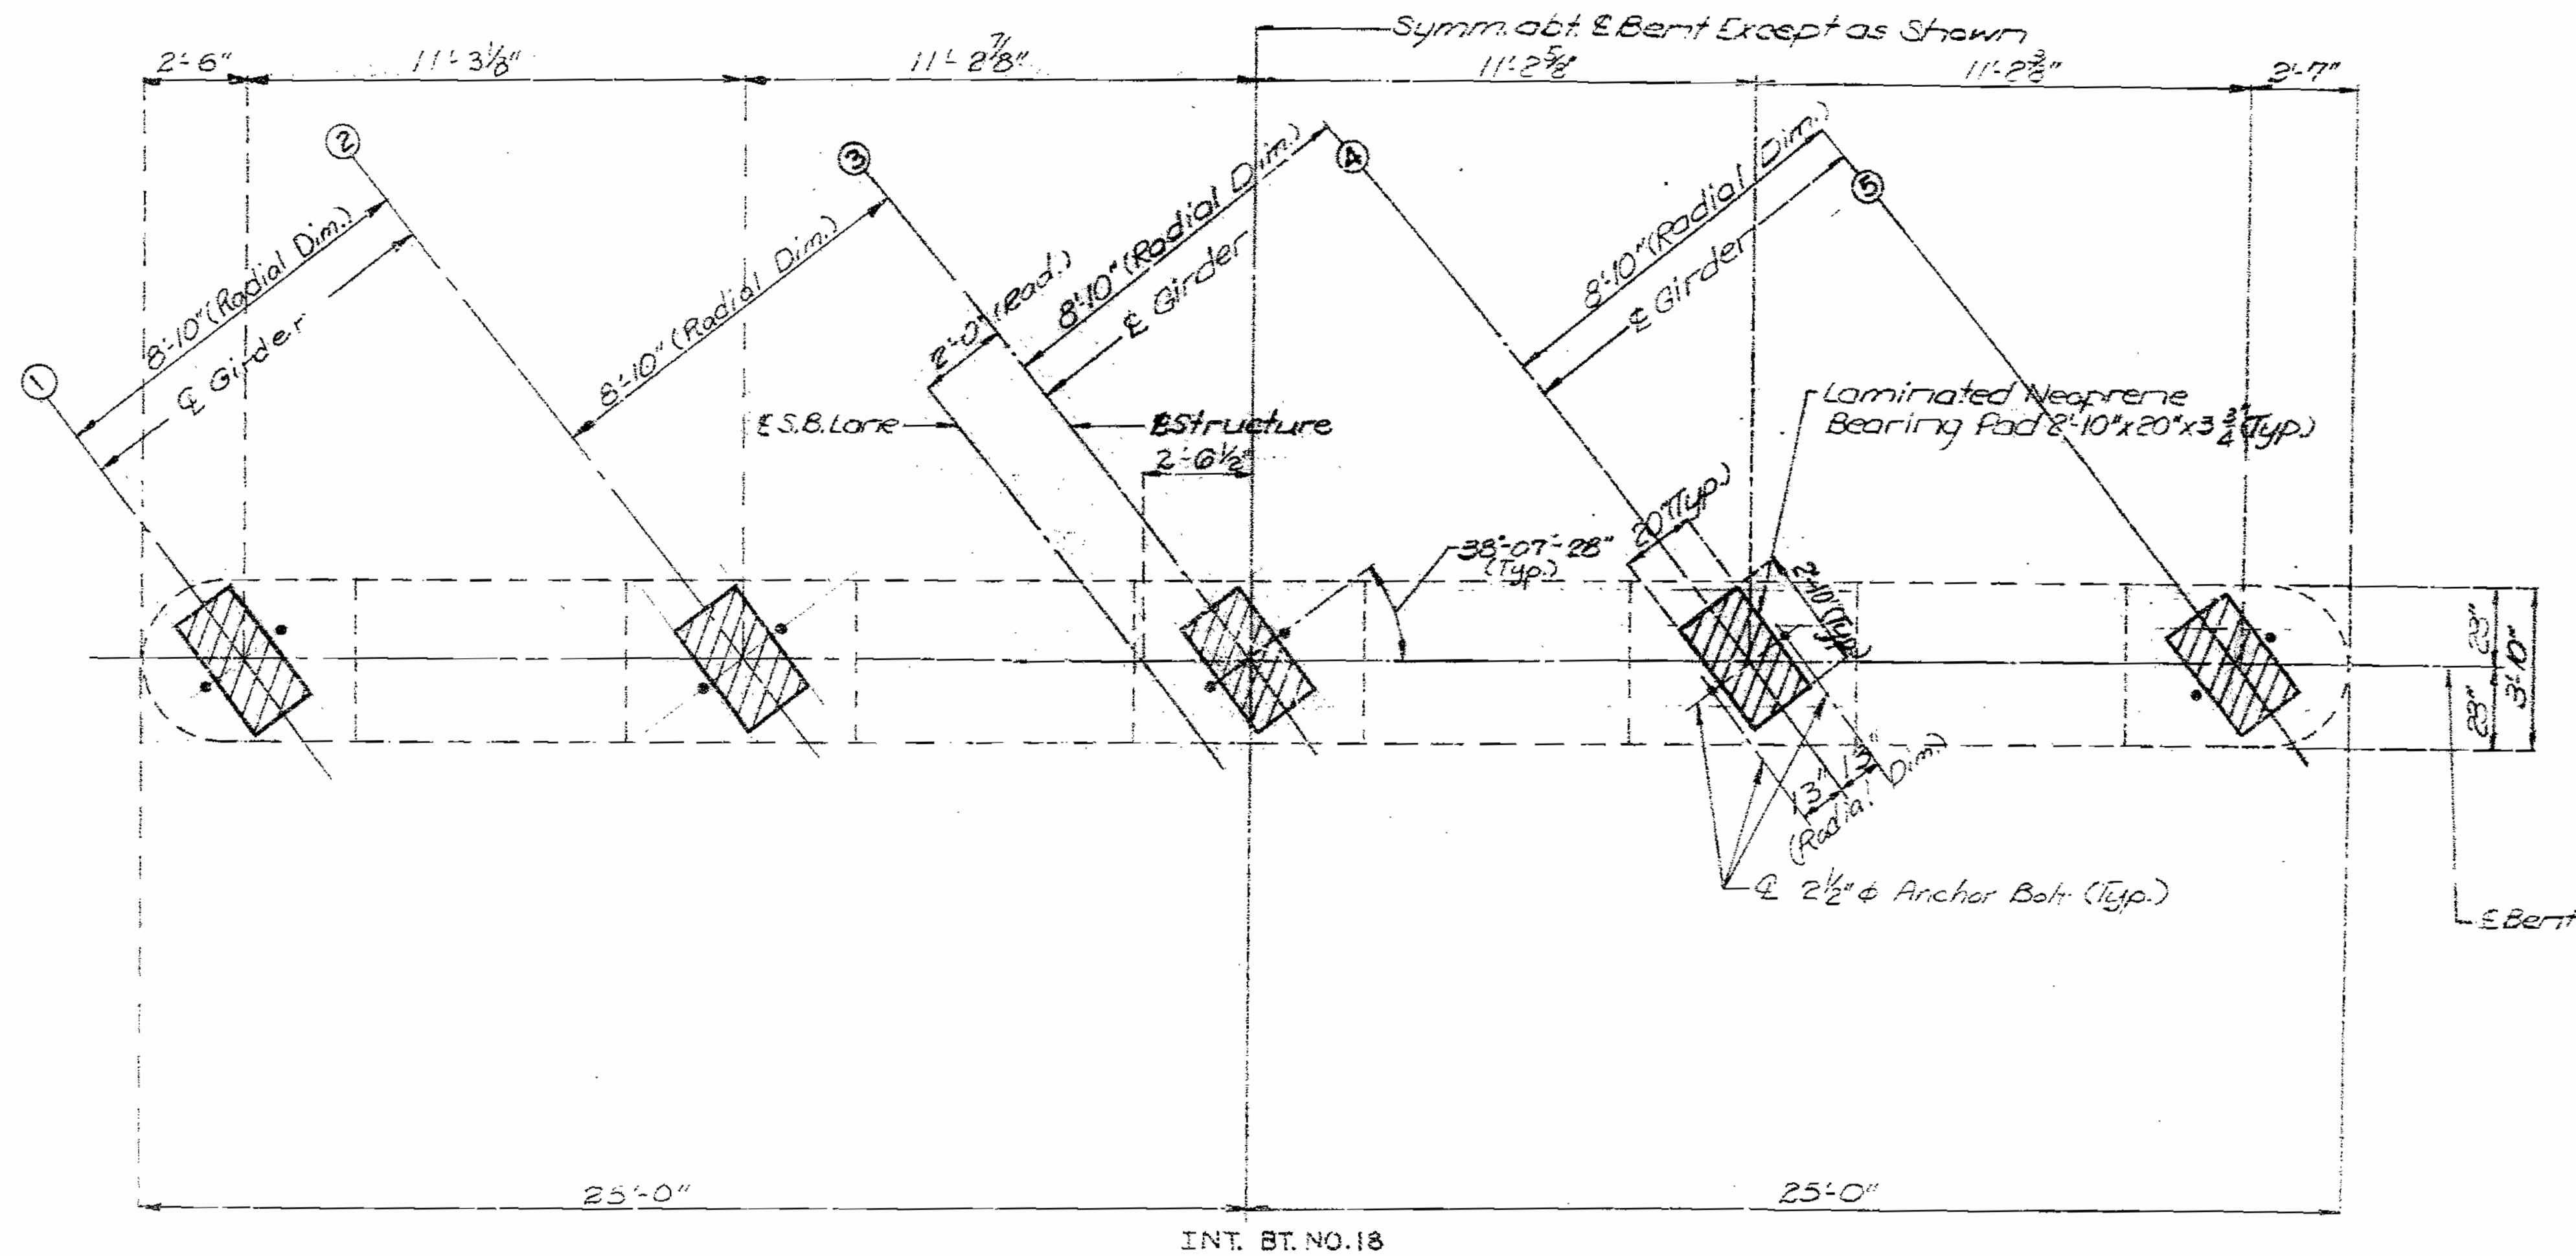 Symm. abt. ℄ Bent Except as Shown
2'-6"
11'-3⅛"
11'-2⅞"
11'-2⅝"
11'-2⅜"
2'-7"
①
②
③
④
⑤
8'-10" (Radial Dim.)
℄ Girder
8'-10" (Radial Dim.)
2'-0" (Rad.)
8'-10" (Radial Dim.)
℄ Girder
8'-10" (Radial Dim.)
℄ Girder
℄ S.B. Lane
℄ Structure
2'-6½"
Laminated Neoprene
Bearing Pad 2'-10"x20"x3¾" (Typ.)
38°-07'-28"
(Typ.)
20" (Typ.)
2'-10" (Typ.)
23"
23"
3'-10"
13"
13"
(Radial Dim.)
℄ 2½" φ Anchor Bolt (Typ.)
℄ Bent
25'-0"
25'-0"
INT. BT. NO. 18